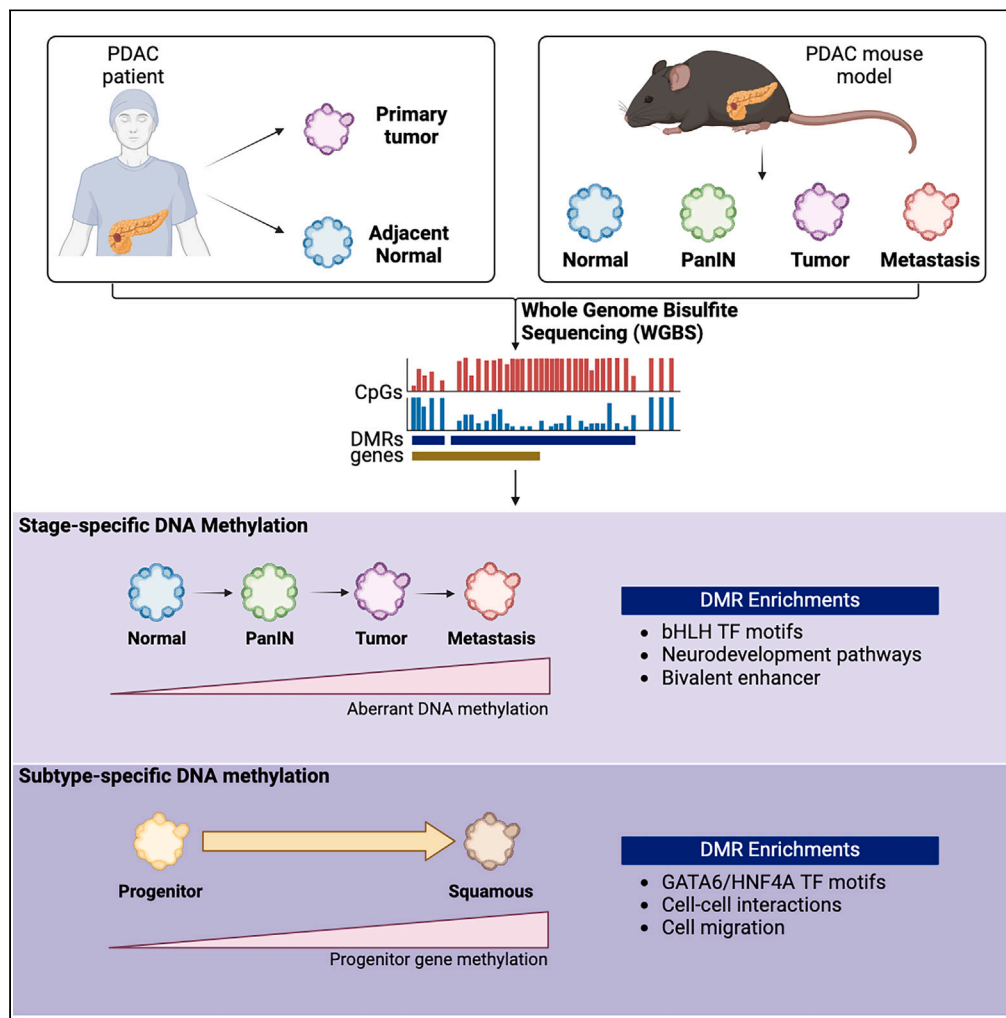 PDAC
patient
Primary
tumor
Adjacent
Normal
PDAC mouse
model
Normal
PanIN
Tumor
Metastasis
Whole Genome Bisulfite
Sequencing (WGBS)
CpGs
DMRs
genes
Stage-specific DNA Methylation
Normal
PanIN
Tumor
Metastasis
Aberrant DNA methylation
DMR Enrichments
• bHLH TF motifs
• Neurodevelopment pathways
• Bivalent enhancer
Subtype-specific DNA methylation
Progenitor
Squamous
Progenitor gene methylation
DMR Enrichments
• GATA6/HNF4A TF motifs
• Cell-cell interactions
• Cell migration